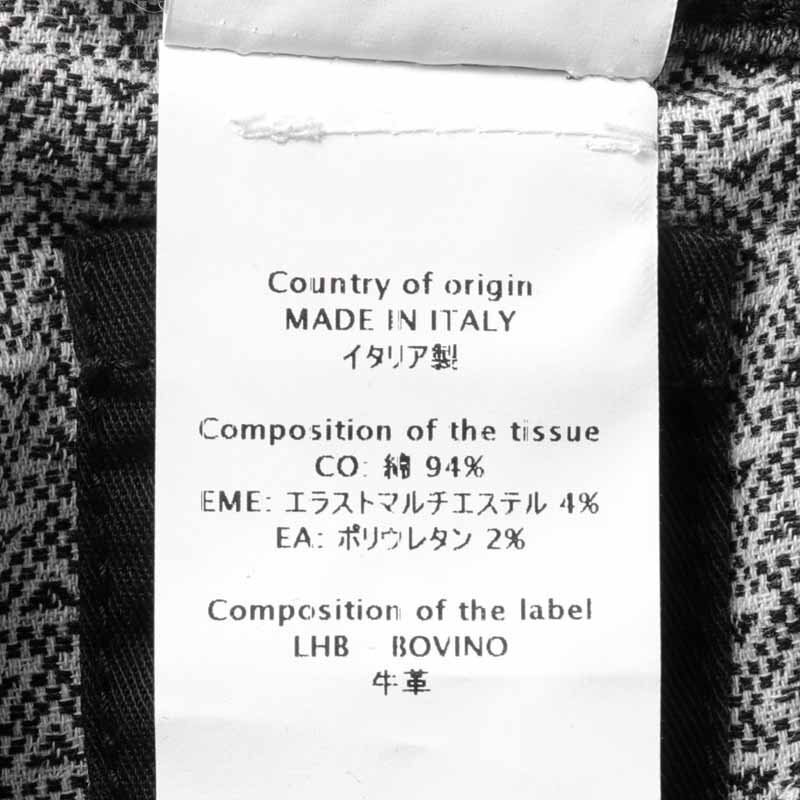 Country of origin
MADE IN ITALY
イタリア製
Composition of the tissue
CO: 綿 94%
EME: エラストマルチエステル 4%
EA: ポリウレタン 2%
Composition of the label
LHB - BOVINO
牛革